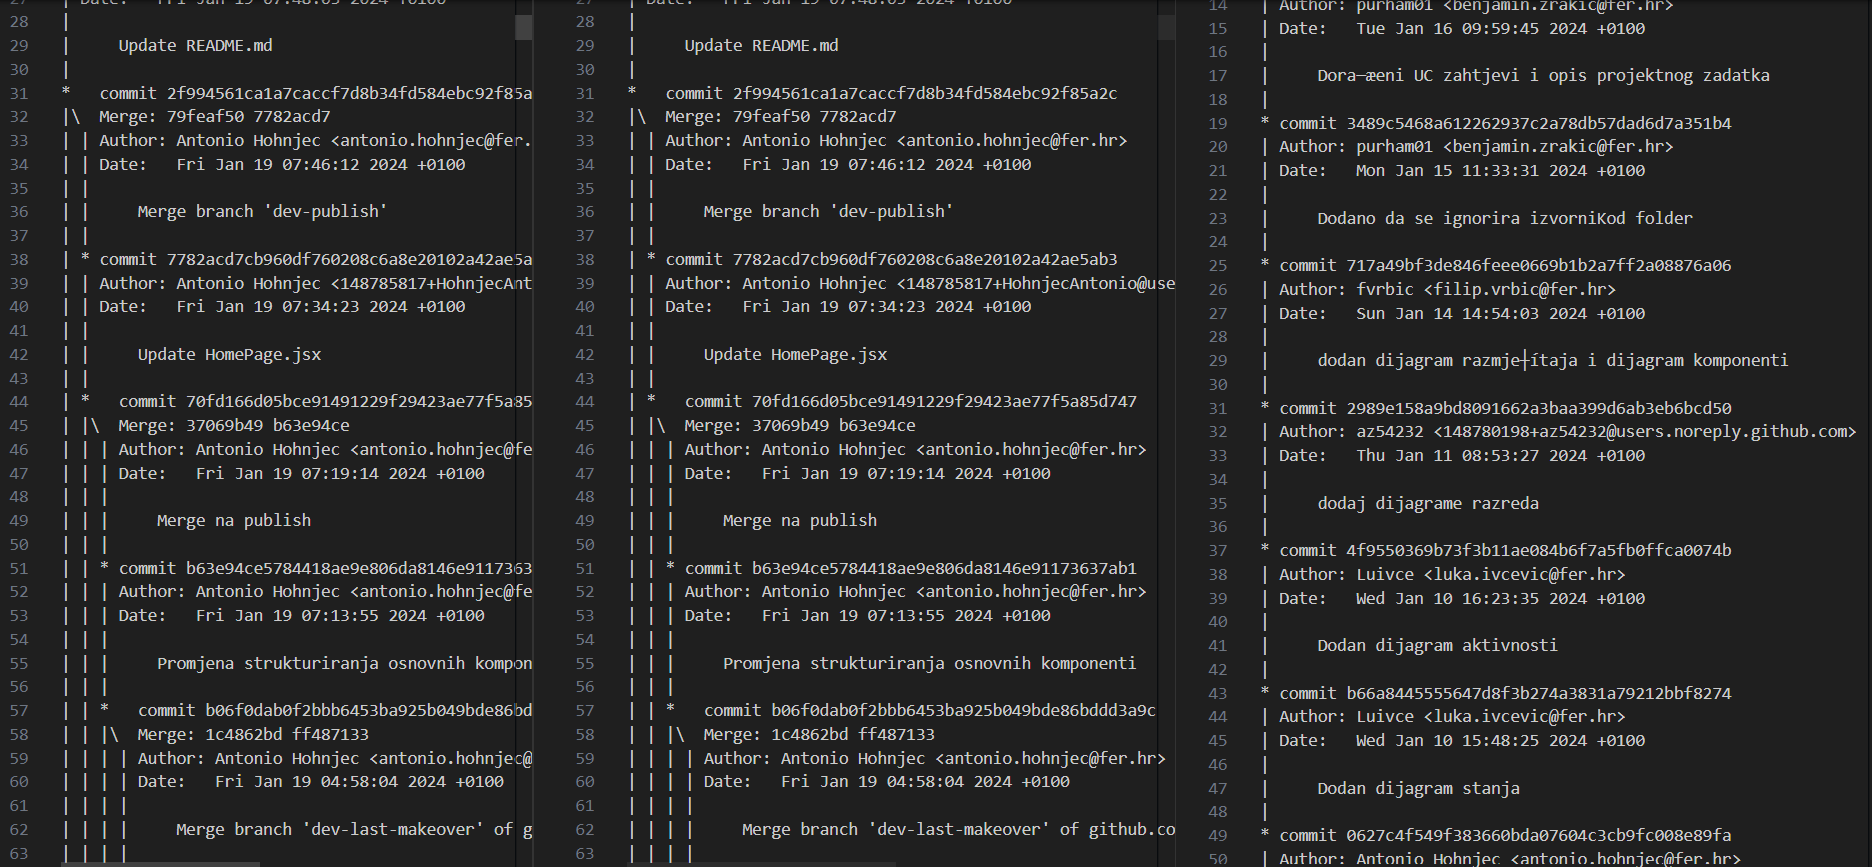 27 | Date:   Fri Jan 19 07:48:03 2024 +0100
28 |
29 |     Update README.md
30 |
31 *   commit 2f994561ca1a7caccf7d8b34fd584ebc92f85a
32 |\  Merge: 79feaf50 7782acd7
33 | | Author: Antonio Hohnjec <antonio.hohnjec@fer.
34 | | Date:   Fri Jan 19 07:46:12 2024 +0100
35 | |
36 | |     Merge branch 'dev-publish'
37 | |
38 | * commit 7782acd7cb960df760208c6a8e20102a42ae5a
39 | | Author: Antonio Hohnjec <148785817+HohnjecAnt
40 | | Date:   Fri Jan 19 07:34:23 2024 +0100
41 | |
42 | |     Update HomePage.jsx
43 | |
44 | *   commit 70fd166d05bce91491229f29423ae77f5a85
45 | |\  Merge: 37069b49 b63e94ce
46 | | | Author: Antonio Hohnjec <antonio.hohnjec@fe
47 | | | Date:   Fri Jan 19 07:19:14 2024 +0100
48 | | |
49 | | |     Merge na publish
50 | | |
51 | | * commit b63e94ce5784418ae9e806da8146e9117363
52 | | | Author: Antonio Hohnjec <antonio.hohnjec@fe
53 | | | Date:   Fri Jan 19 07:13:55 2024 +0100
54 | | |
55 | | |     Promjena strukturiranja osnovnih kompon
56 | | |
57 | | *   commit b06f0dab0f2bbb6453ba925b049bde86bd
58 | | |\  Merge: 1c4862bd ff487133
59 | | | | Author: Antonio Hohnjec <antonio.hohnjec@
60 | | | | Date:   Fri Jan 19 04:58:04 2024 +0100
61 | | | |
62 | | | |     Merge branch 'dev-last-makeover' of g
63 | | | |
27 | Date:   Fri Jan 19 07:48:03 2024 +0100
28 |
29 |     Update README.md
30 |
31 *   commit 2f994561ca1a7caccf7d8b34fd584ebc92f85a2c
32 |\  Merge: 79feaf50 7782acd7
33 | | Author: Antonio Hohnjec <antonio.hohnjec@fer.hr>
34 | | Date:   Fri Jan 19 07:46:12 2024 +0100
35 | |
36 | |     Merge branch 'dev-publish'
37 | |
38 | * commit 7782acd7cb960df760208c6a8e20102a42ae5ab3
39 | | Author: Antonio Hohnjec <148785817+HohnjecAntonio@use
40 | | Date:   Fri Jan 19 07:34:23 2024 +0100
41 | |
42 | |     Update HomePage.jsx
43 | |
44 | *   commit 70fd166d05bce91491229f29423ae77f5a85d747
45 | |\  Merge: 37069b49 b63e94ce
46 | | | Author: Antonio Hohnjec <antonio.hohnjec@fer.hr>
47 | | | Date:   Fri Jan 19 07:19:14 2024 +0100
48 | | |
49 | | |     Merge na publish
50 | | |
51 | | * commit b63e94ce5784418ae9e806da8146e91173637ab1
52 | | | Author: Antonio Hohnjec <antonio.hohnjec@fer.hr>
53 | | | Date:   Fri Jan 19 07:13:55 2024 +0100
54 | | |
55 | | |     Promjena strukturiranja osnovnih komponenti
56 | | |
57 | | *   commit b06f0dab0f2bbb6453ba925b049bde86bddd3a9c
58 | | |\  Merge: 1c4862bd ff487133
59 | | | | Author: Antonio Hohnjec <antonio.hohnjec@fer.hr>
60 | | | | Date:   Fri Jan 19 04:58:04 2024 +0100
61 | | | |
62 | | | |     Merge branch 'dev-last-makeover' of github.co
63 | | | |
14 | Author: purham01 <benjamin.zrakic@fer.hr>
15 | Date:   Tue Jan 16 09:59:45 2024 +0100
16 |
17 |     Dora─æeni UC zahtjevi i opis projektnog zadatka
18 |
19 * commit 3489c5468a612262937c2a78db57dad6d7a351b4
20 | Author: purham01 <benjamin.zrakic@fer.hr>
21 | Date:   Mon Jan 15 11:33:31 2024 +0100
22 |
23 |     Dodano da se ignorira izvorniKod folder
24 |
25 * commit 717a49bf3de846feee0669b1b2a7ff2a08876a06
26 | Author: fvrbic <filip.vrbic@fer.hr>
27 | Date:   Sun Jan 14 14:54:03 2024 +0100
28 |
29 |     dodan dijagram razmje┼ítaja i dijagram komponenti
30 |
31 * commit 2989e158a9bd8091662a3baa399d6ab3eb6bcd50
32 | Author: az54232 <148780198+az54232@users.noreply.github.com>
33 | Date:   Thu Jan 11 08:53:27 2024 +0100
34 |
35 |     dodaj dijagrame razreda
36 |
37 * commit 4f9550369b73f3b11ae084b6f7a5fb0ffca0074b
38 | Author: Luivce <luka.ivcevic@fer.hr>
39 | Date:   Wed Jan 10 16:23:35 2024 +0100
40 |
41 |     Dodan dijagram aktivnosti
42 |
43 * commit b66a8445555647d8f3b274a3831a79212bbf8274
44 | Author: Luivce <luka.ivcevic@fer.hr>
45 | Date:   Wed Jan 10 15:48:25 2024 +0100
46 |
47 |     Dodan dijagram stanja
48 |
49 * commit 0627c4f549f383660bda07604c3cb9fc008e89fa
50 | Author: Antonio Hohnjec <antonio.hohnjec@fer.hr>